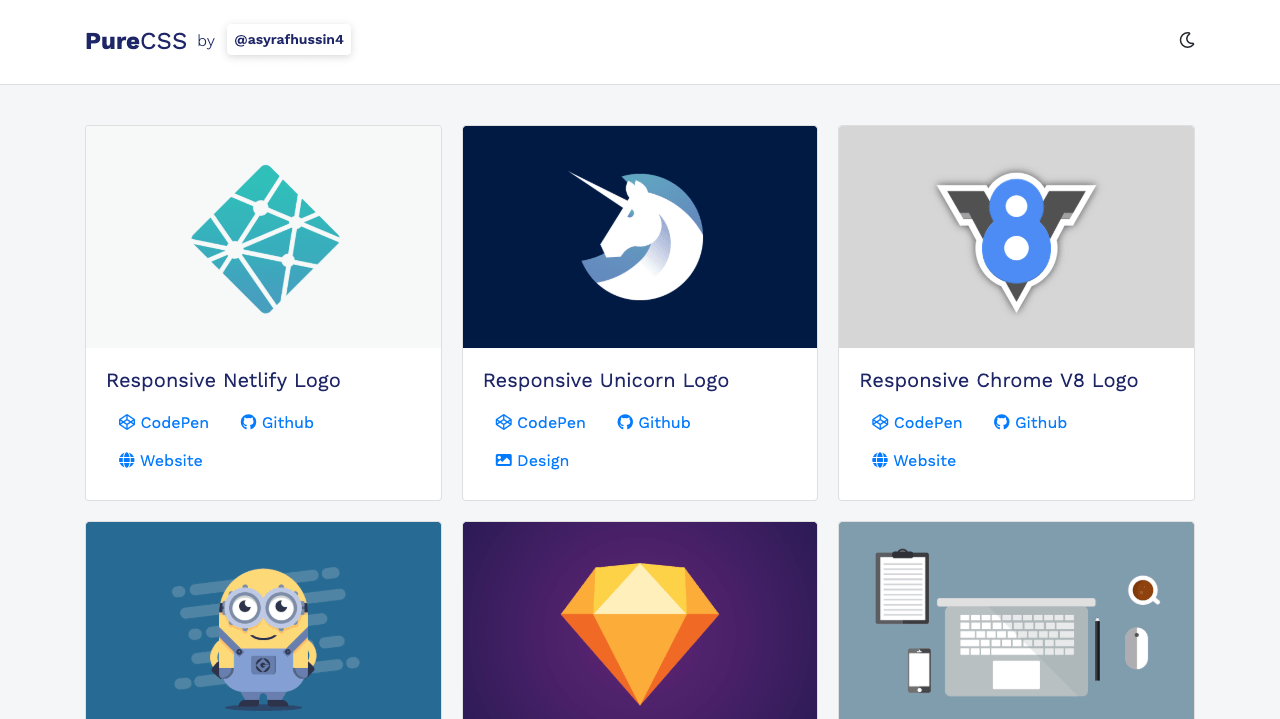 PureCSS by @asyrafhussin4
Responsive Netlify Logo
CodePen Github
Website
Responsive Unicorn Logo
CodePen Github
Design
8
Responsive Chrome V8 Logo
CodePen Github
Website
G